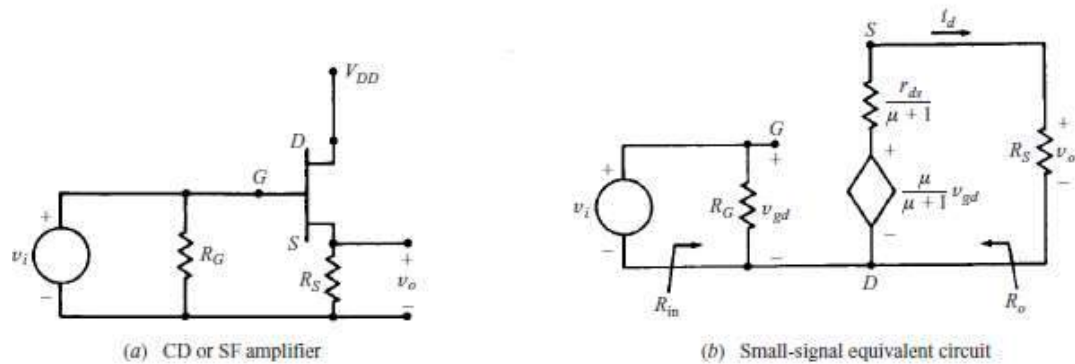 V_DD
D
G
S
+
v_i
−
R_G
R_S
+
v_o
−
(a) CD or SF amplifier
S
i_d
r_ds
μ + 1
G
+
v_i
−
+
R_G
v_gd
−
+
μ
μ + 1
v_gd
−
+
R_S
v_o
−
R_in
D
R_o
(b) Small-signal equivalent circuit